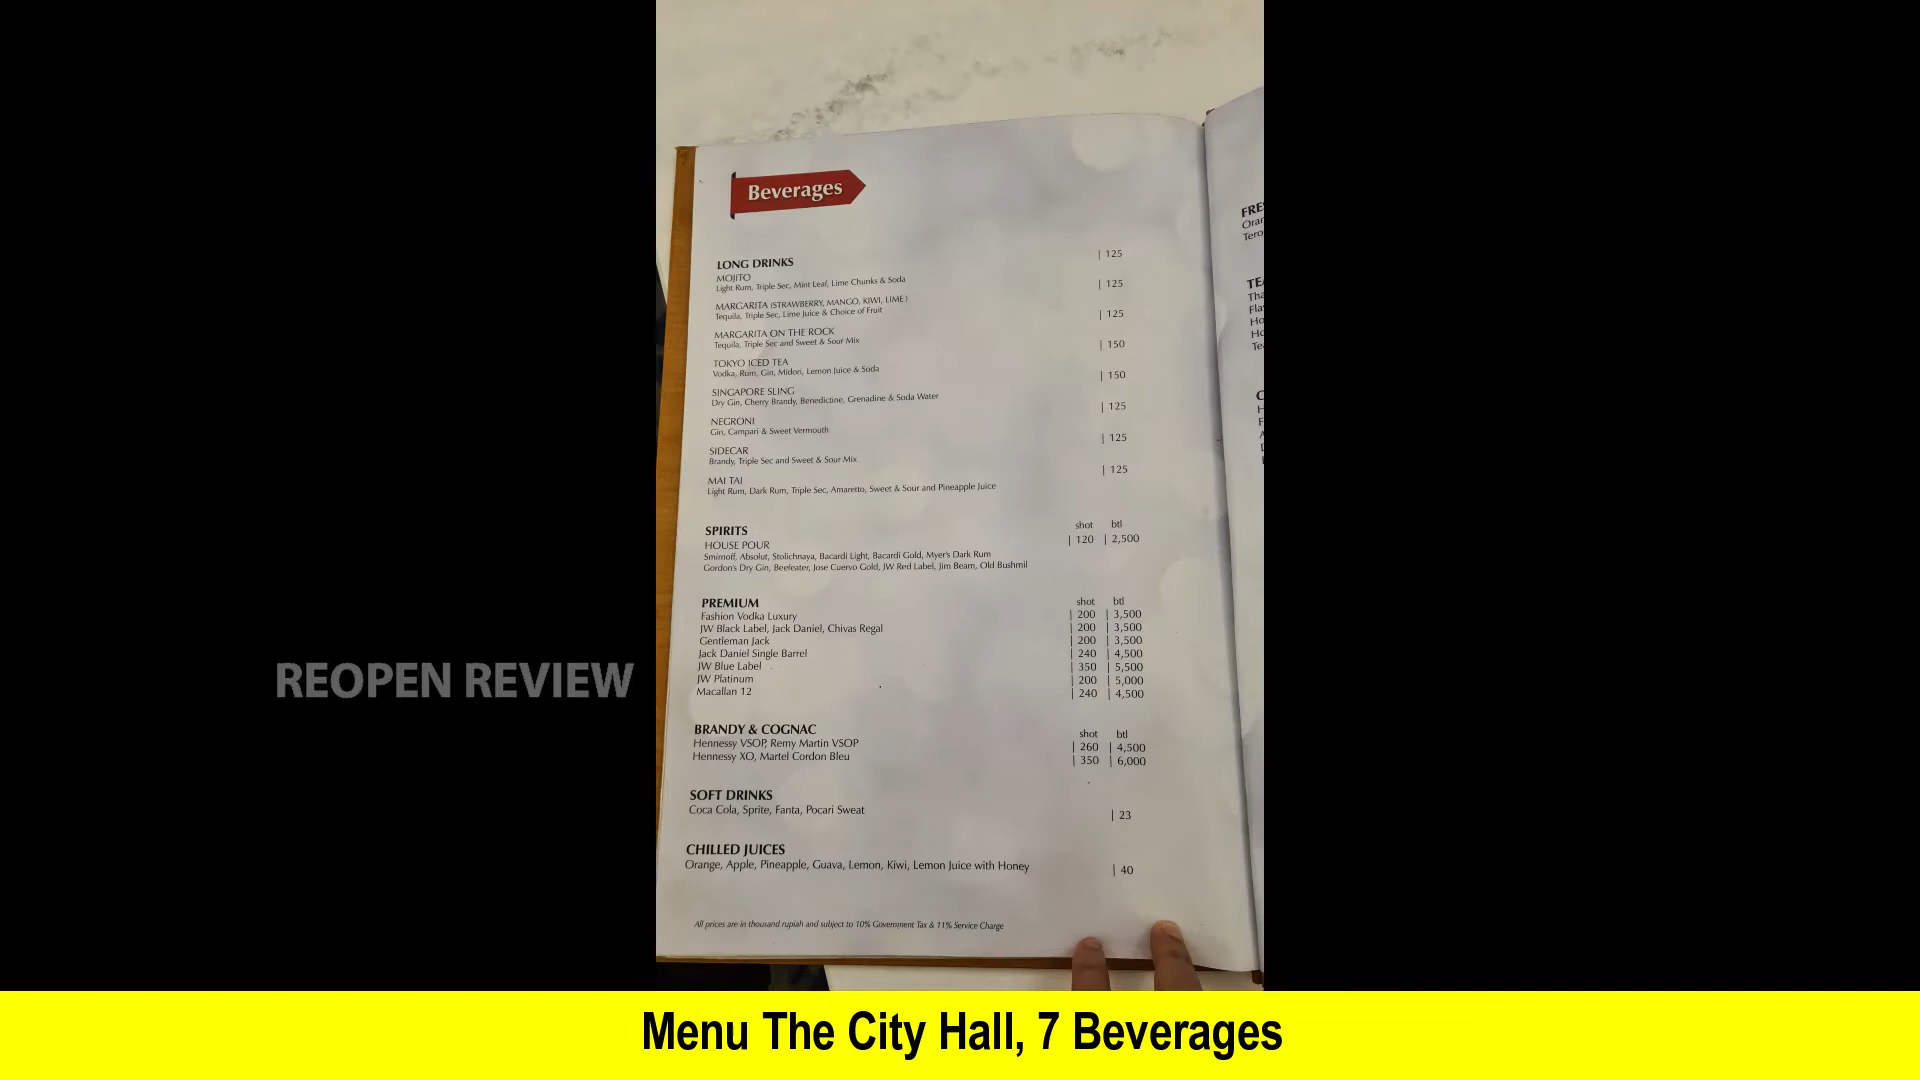 Beverages
LONG DRINKS
MOJITO | 125
Light Rum, Triple Sec, Mint Leaf, Lime Chunks & Soda
MARGARITA (STRAWBERRY, MANGO, KIWI, LIME) | 125
Tequila, Triple Sec, Lime Juice & Choice of Fruit
MARGARITA ON THE ROCK | 125
Tequila, Triple Sec and Sweet & Sour Mix
TOKYO ICED TEA | 150
Vodka, Rum, Gin, Midori, Lemon Juice & Soda
SINGAPORE SLING | 150
Dry Gin, Cherry Brandy, Benedictine, Grenadine & Soda Water
NEGRONI | 125
Gin, Campari & Sweet Vermouth
SIDECAR | 125
Brandy, Triple Sec and Sweet & Sour Mix
MAI TAI | 125
Light Rum, Dark Rum, Triple Sec, Amaretto, Sweet & Sour and Pineapple Juice
SPIRITS shot btl
HOUSE POUR | 120 | 2,500
Smirnoff, Absolut, Stolichnaya, Bacardi Light, Bacardi Gold, Myer's Dark Rum
Gordon's Dry Gin, Beefeater, Jose Cuervo Gold, JW Red Label, Jim Beam, Old Bushmil
PREMIUM shot btl
Fashion Vodka Luxury | 200 | 3,500
JW Black Label, Jack Daniel, Chivas Regal | 200 | 3,500
Gentleman Jack | 200 | 3,500
Jack Daniel Single Barrel | 240 | 4,500
JW Blue Label | 350 | 5,500
JW Platinum | 200 | 5,000
Macallan 12 | 240 | 4,500
BRANDY & COGNAC shot btl
Hennessy VSOP, Remy Martin VSOP | 260 | 4,500
Hennessy XO, Martel Cordon Bleu | 350 | 6,000
SOFT DRINKS
Coca Cola, Sprite, Fanta, Pocari Sweat | 23
CHILLED JUICES
Orange, Apple, Pineapple, Guava, Lemon, Kiwi, Lemon Juice with Honey | 40
All prices are in thousand rupiah and subject to 10% Government Tax & 11% Service Charge
REOPEN REVIEW
Menu The City Hall, 7 Beverages